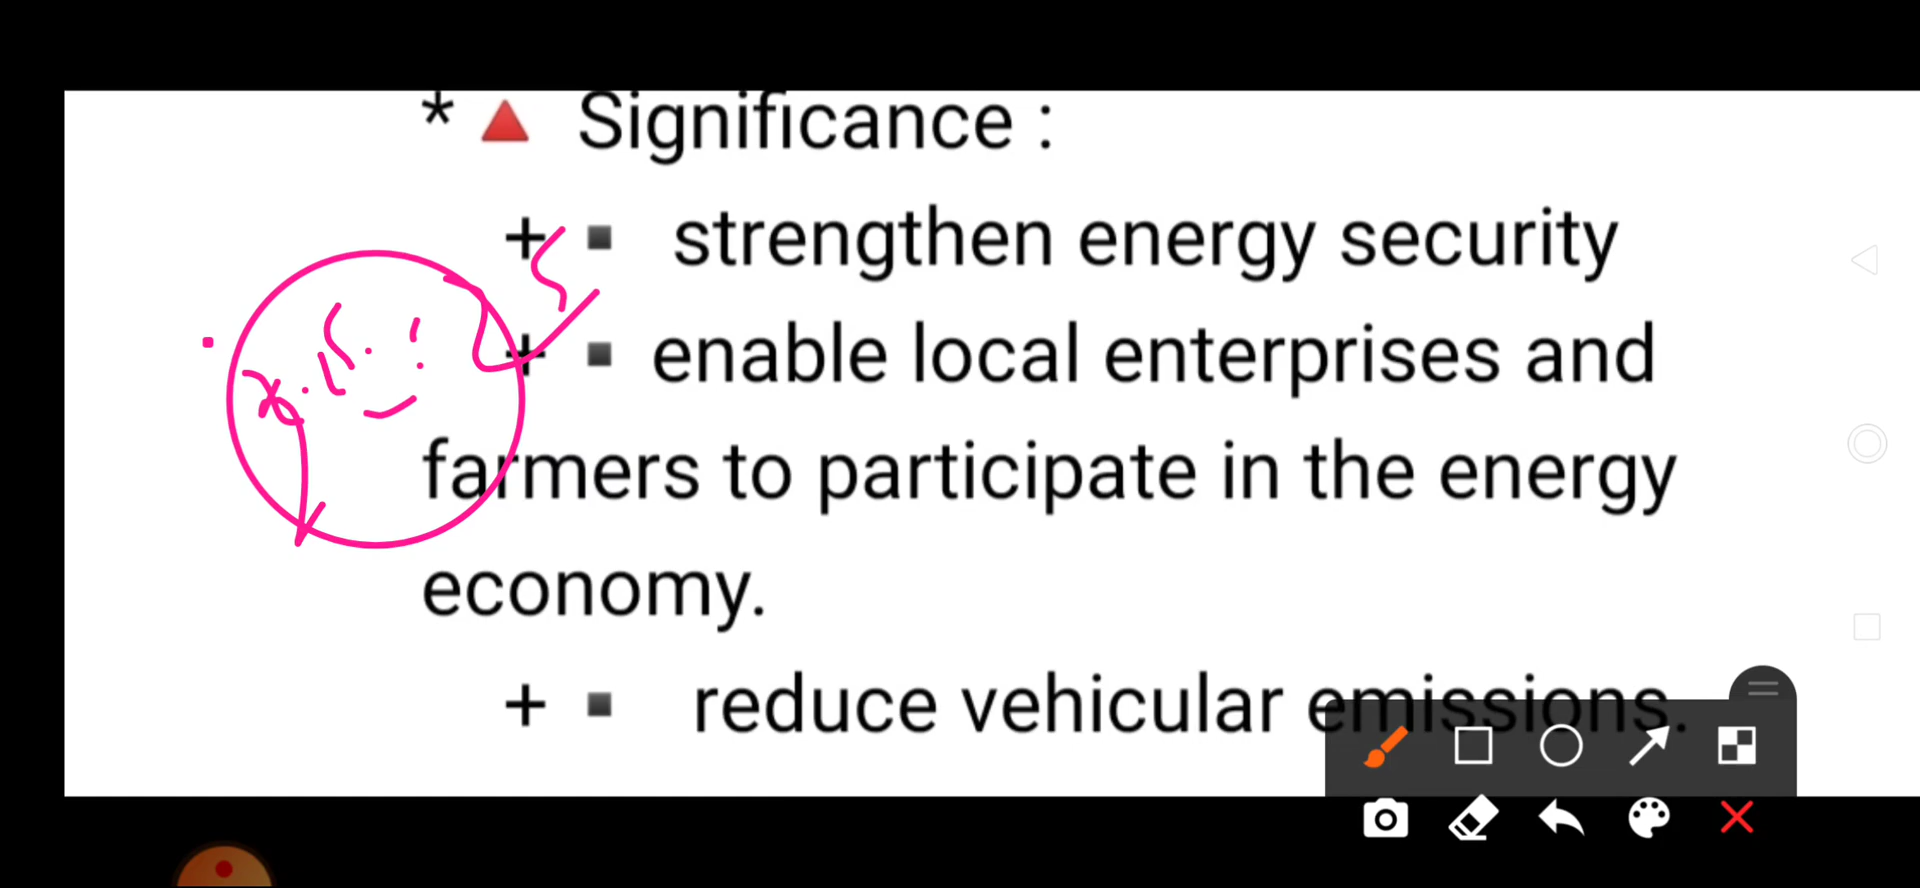 *🔺 Significance :
+▪ strengthen energy security
+▪ enable local enterprises and
farmers to participate in the energy
economy.
+▪ reduce vehicular emissions.